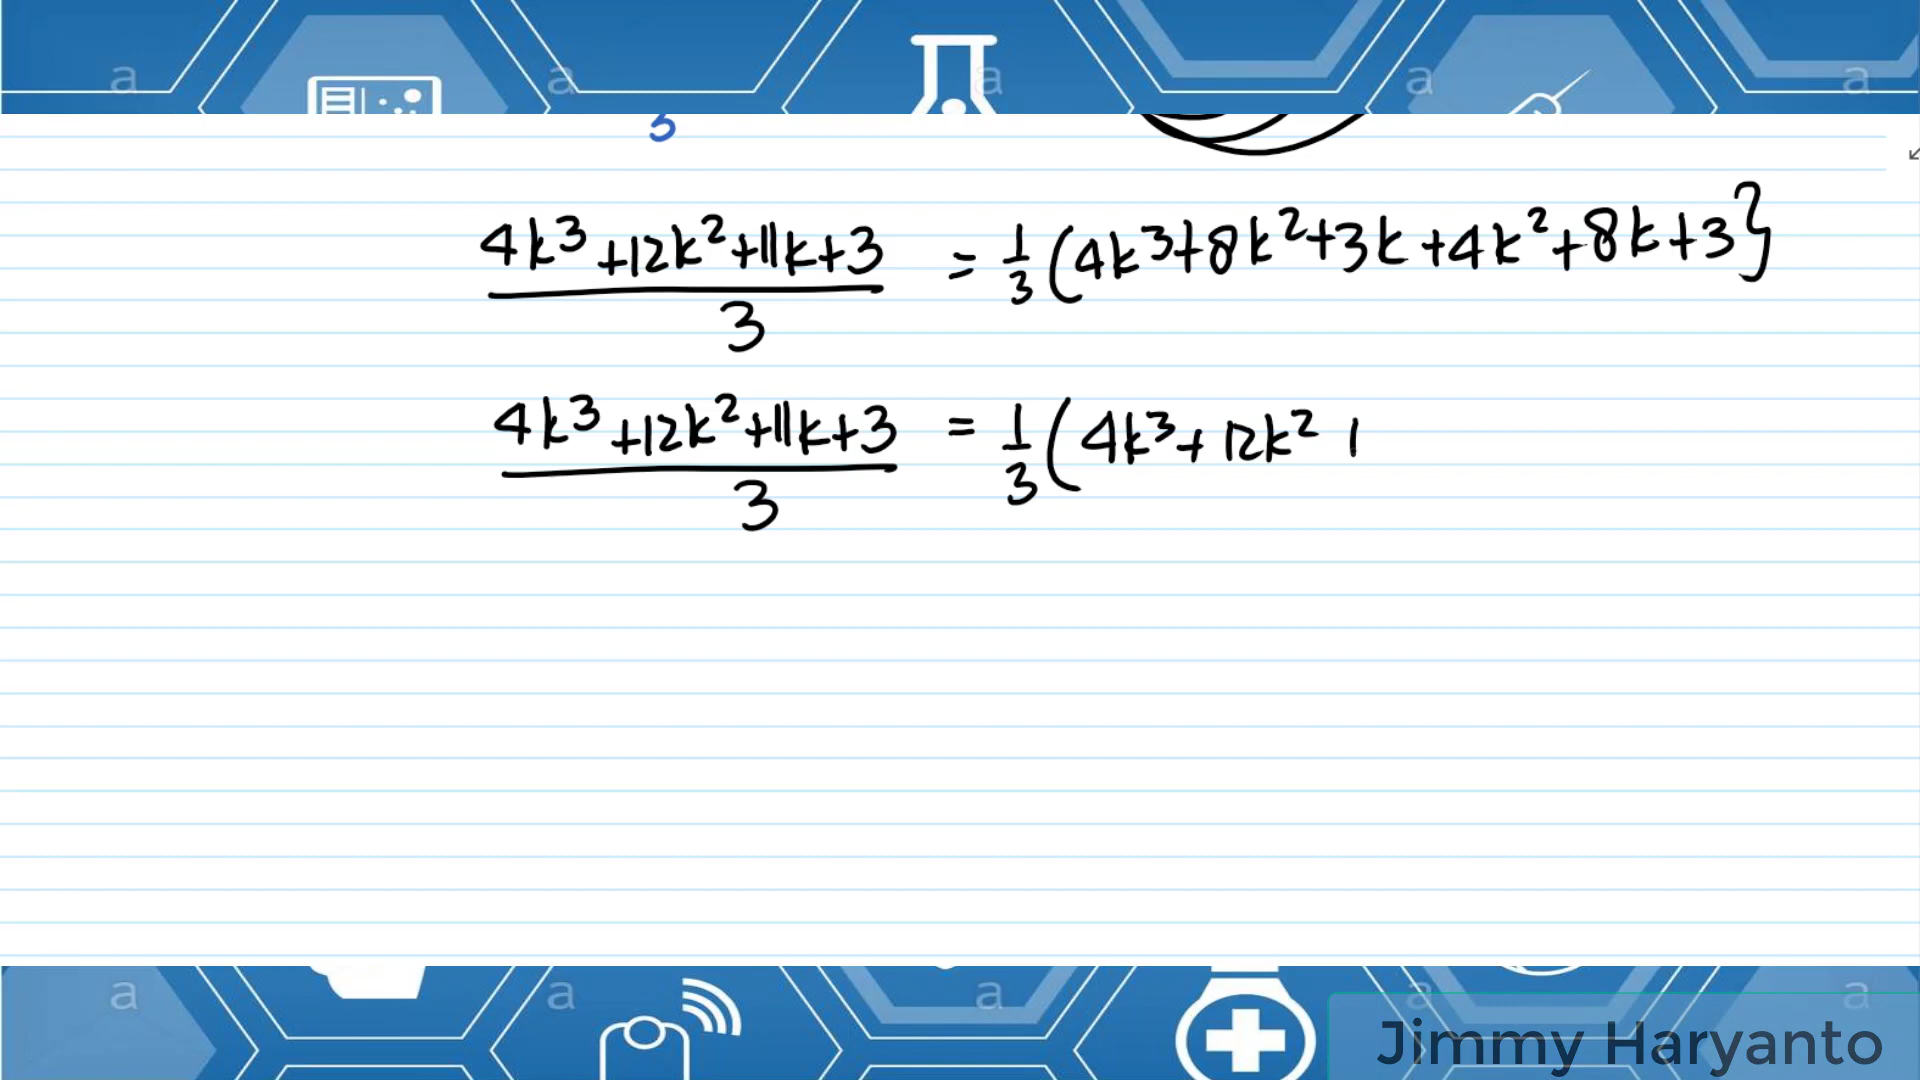 3
4k³+12k²+11k+3 / 3 = 1/3 (4k³+8k²+3k+4k²+8k+3}
4k³+12k²+11k+3 / 3 = 1/3 (4k³+12k² 1
a a a a a
a a a a a
Jimmy Haryanto